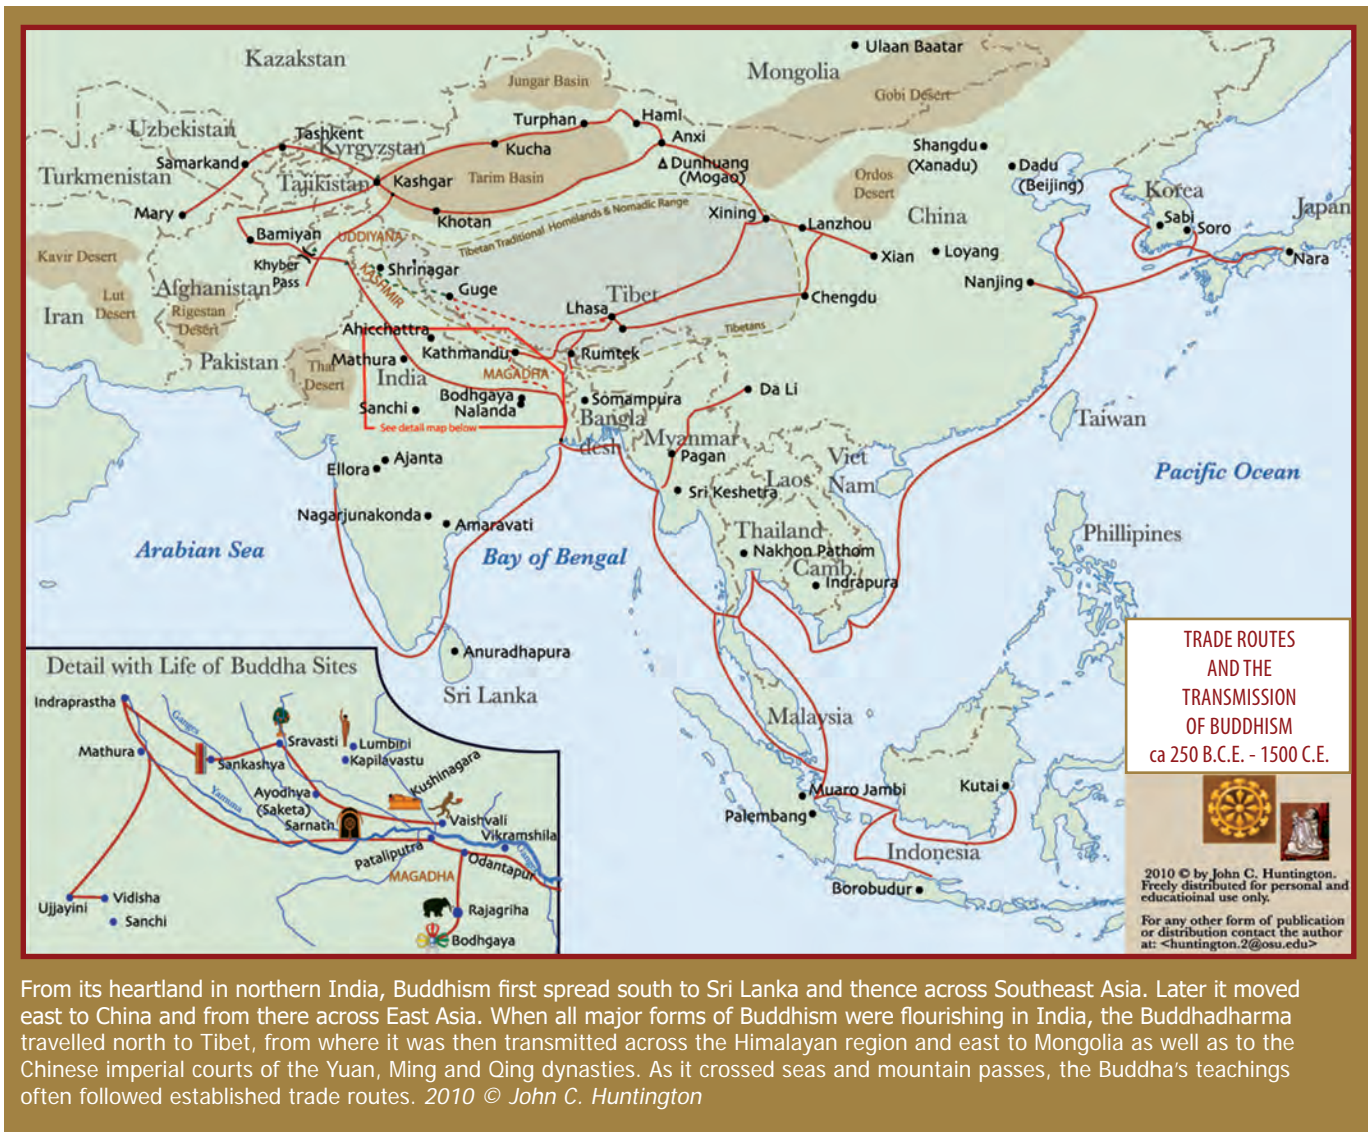 Kazakstan
Mongolia
Ulaan Baatar
Jungar Basin
Gobi Desert
Uzbekistan
Tashkent
Kyrgyzstan
Turphan
Hami
Anxi
Kucha
Samarkand
Turkmenistan
Tajikistan
Kashgar
Tarim Basin
Dunhuang
(Mogao)
Shangdu
(Xanadu)
Dadu
(Beijing)
Ordos
Desert
Korea
Japan
Mary
Khotan
Tibetan Traditional Homelands & Nomadic Range
Xining
Lanzhou
China
Sabi
Soro
Bamiyan
UDDIYANA
Kavir Desert
Khyber
Pass
Shrinagar
KASHMIR
Xian
Loyang
Nara
Afghanistan
Guge
Nanjing
Lut
Desert
Iran
Rigestan
Desert
Tibet
Lhasa
Chengdu
Ahicchattra
Tibetans
Pakistan
Thar
Desert
Mathura
India
Kathmandu
Rumtek
MAGADHA
Da Li
Bodhgaya
Nalanda
Somampura
Sanchi
See detail map below
Bangla
desh
Taiwan
Myanmar
Pagan
Ajanta
Ellora
Viet
Nam
Laos
Pacific Ocean
Sri Keshetra
Nagarjunakonda
Amaravati
Thailand
Phillipines
Arabian Sea
Bay of Bengal
Nakhon Pathom
Camb.
Indrapura
Anuradhapura
Sri Lanka
Malaysia
Muaro Jambi
Kutai
Palembang
Indonesia
Borobudur
Detail with Life of Buddha Sites
Indraprastha
Ganges
Mathura
Sankashya
Sravasti
Lumbini
Kapilavastu
Kushinagara
Yamuna
Ayodhya
(Saketa)
Sarnath
Vaishvali
Vikramshila
Pataliputra
Ganges
Odantapur
MAGADHA
Ujjayini
Vidisha
Sanchi
Rajagriha
Bodhgaya
TRADE ROUTES
AND THE
TRANSMISSION
OF BUDDHISM
ca 250 B.C.E. - 1500 C.E.
2010 © by John C. Huntington.
Freely distributed for personal and
educatioinal use only.
For any other form of publication
or distribution contact the author
at: <huntington.2@osu.edu>
From its heartland in northern India, Buddhism first spread south to Sri Lanka and thence across Southeast Asia. Later it moved
east to China and from there across East Asia. When all major forms of Buddhism were flourishing in India, the Buddhadharma
travelled north to Tibet, from where it was then transmitted across the Himalayan region and east to Mongolia as well as to the
Chinese imperial courts of the Yuan, Ming and Qing dynasties. As it crossed seas and mountain passes, the Buddha's teachings
often followed established trade routes. 2010 © John C. Huntington